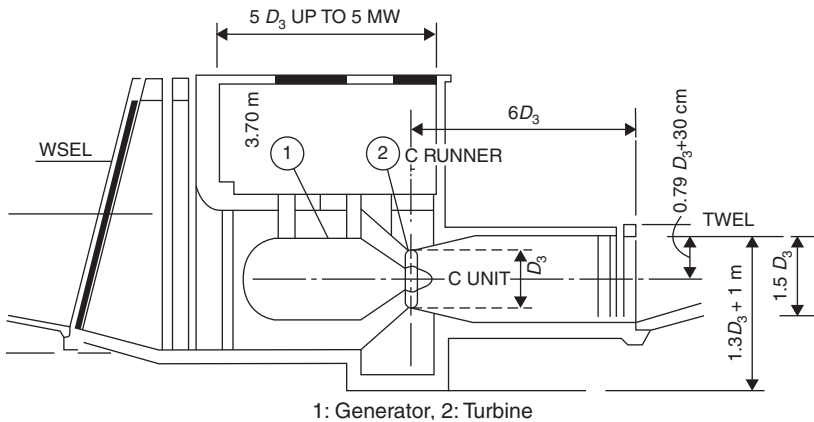 5 D₃ UP TO 5 MW
3.70 m
6D₃
0.79 D₃+30 cm
WSEL
1
2
C RUNNER
TWEL
C UNIT
D₃
1.3D₃ + 1 m
1.5 D₃
1: Generator, 2: Turbine